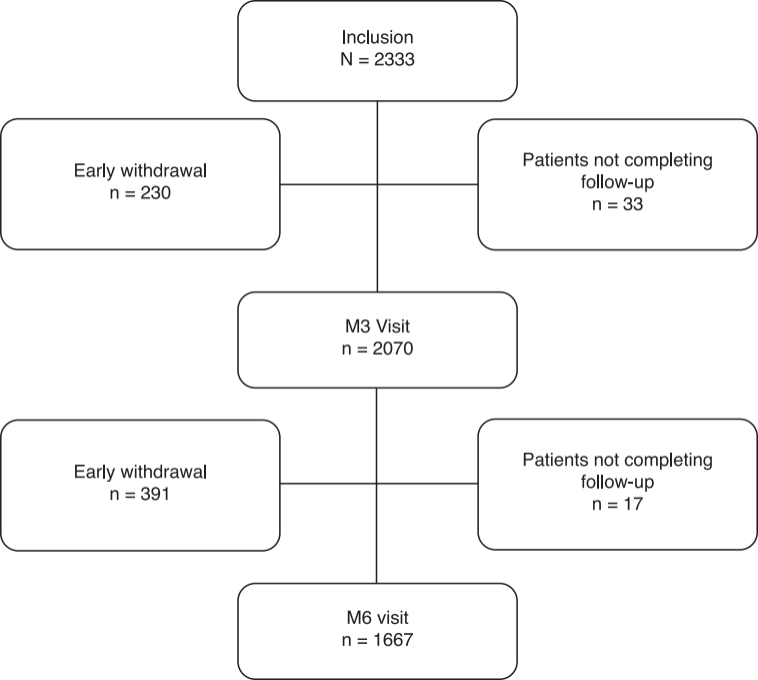 Inclusion
N = 2333
Early withdrawal
n = 230
Patients not completing
follow-up
n = 33
M3 Visit
n = 2070
Early withdrawal
n = 391
Patients not completing
follow-up
n = 17
M6 visit
n = 1667